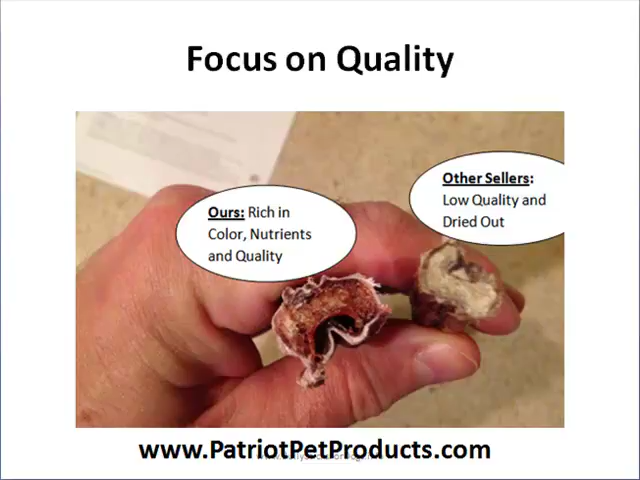 Focus on Quality
Other Sellers:
Low Quality and
Dried Out
Ours: Rich in
Color, Nutrients
and Quality
www.PatriotPetProducts.com